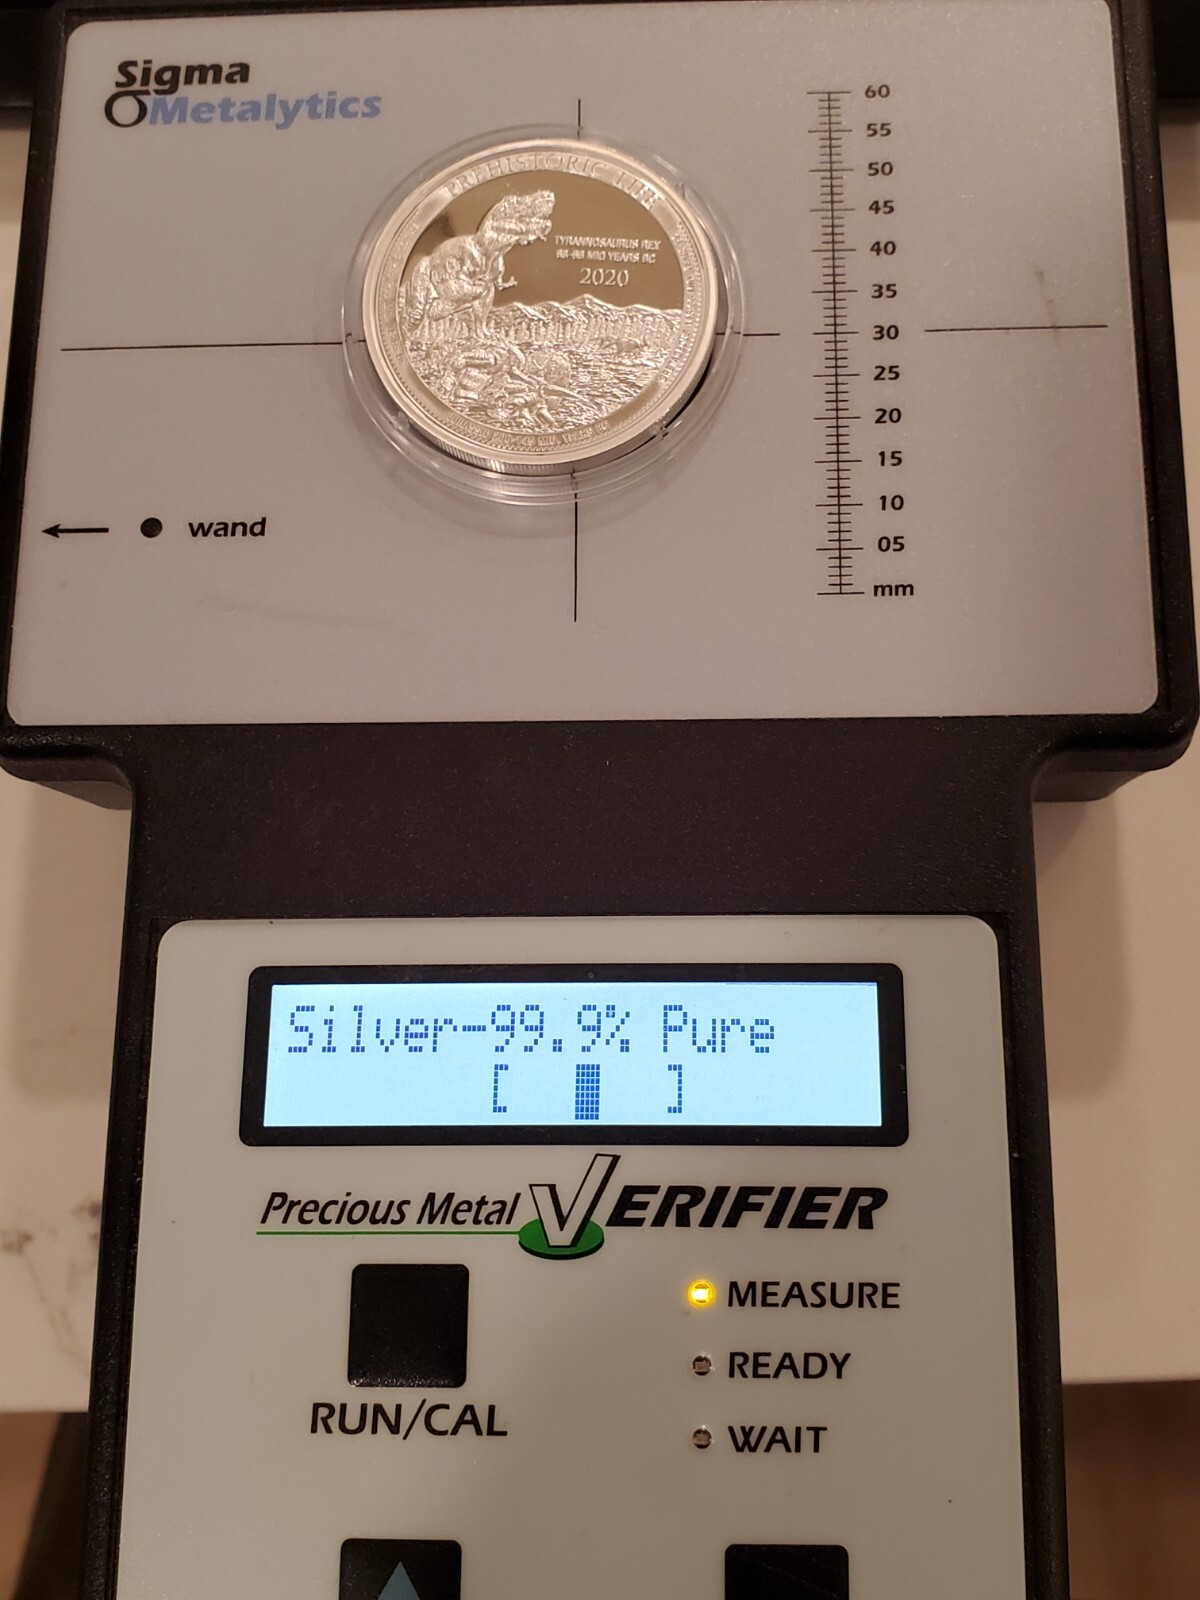 Sigma
Metalytics
PREHISTORIC LIFE
TYRANNOSAURUS REX
2020
60
55
50
45
40
35
30
25
20
15
10
05
mm
wand
Silver-99.9% Pure
[ ]
Precious Metal VERIFIER
MEASURE
READY
WAIT
RUN/CAL